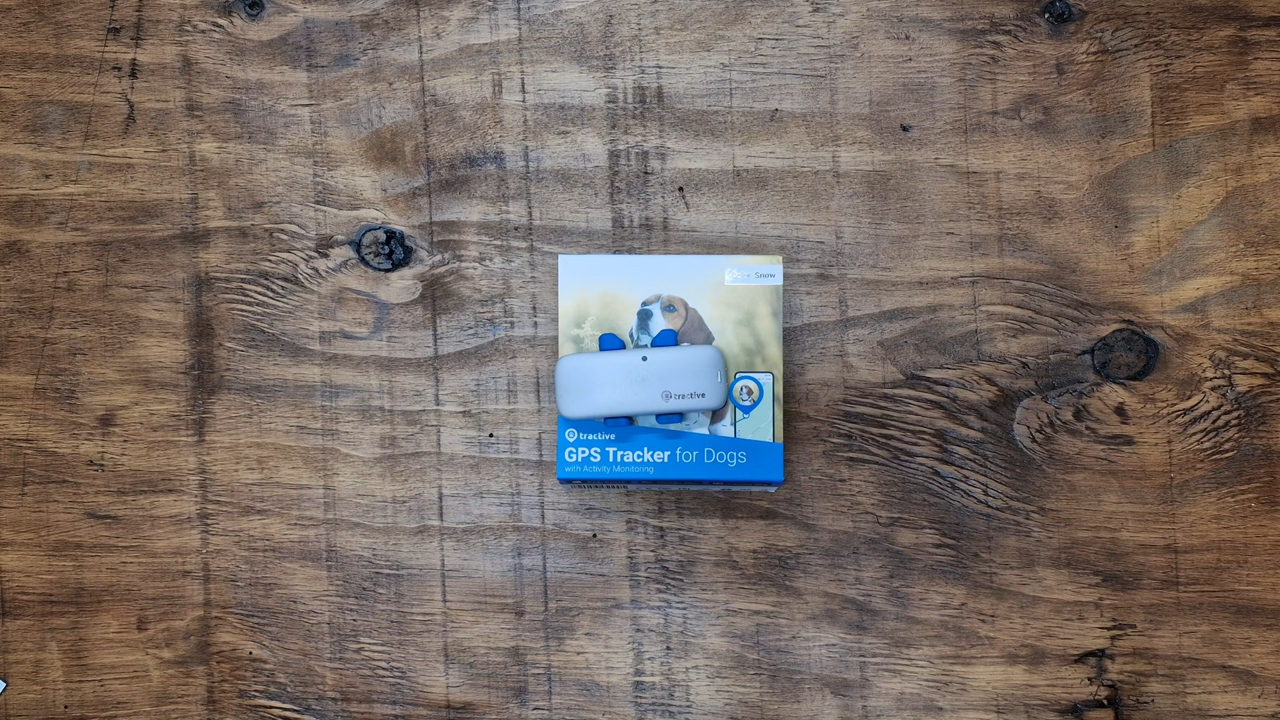 Snow
tractive
tractive
GPS Tracker for Dogs
with Activity Monitoring